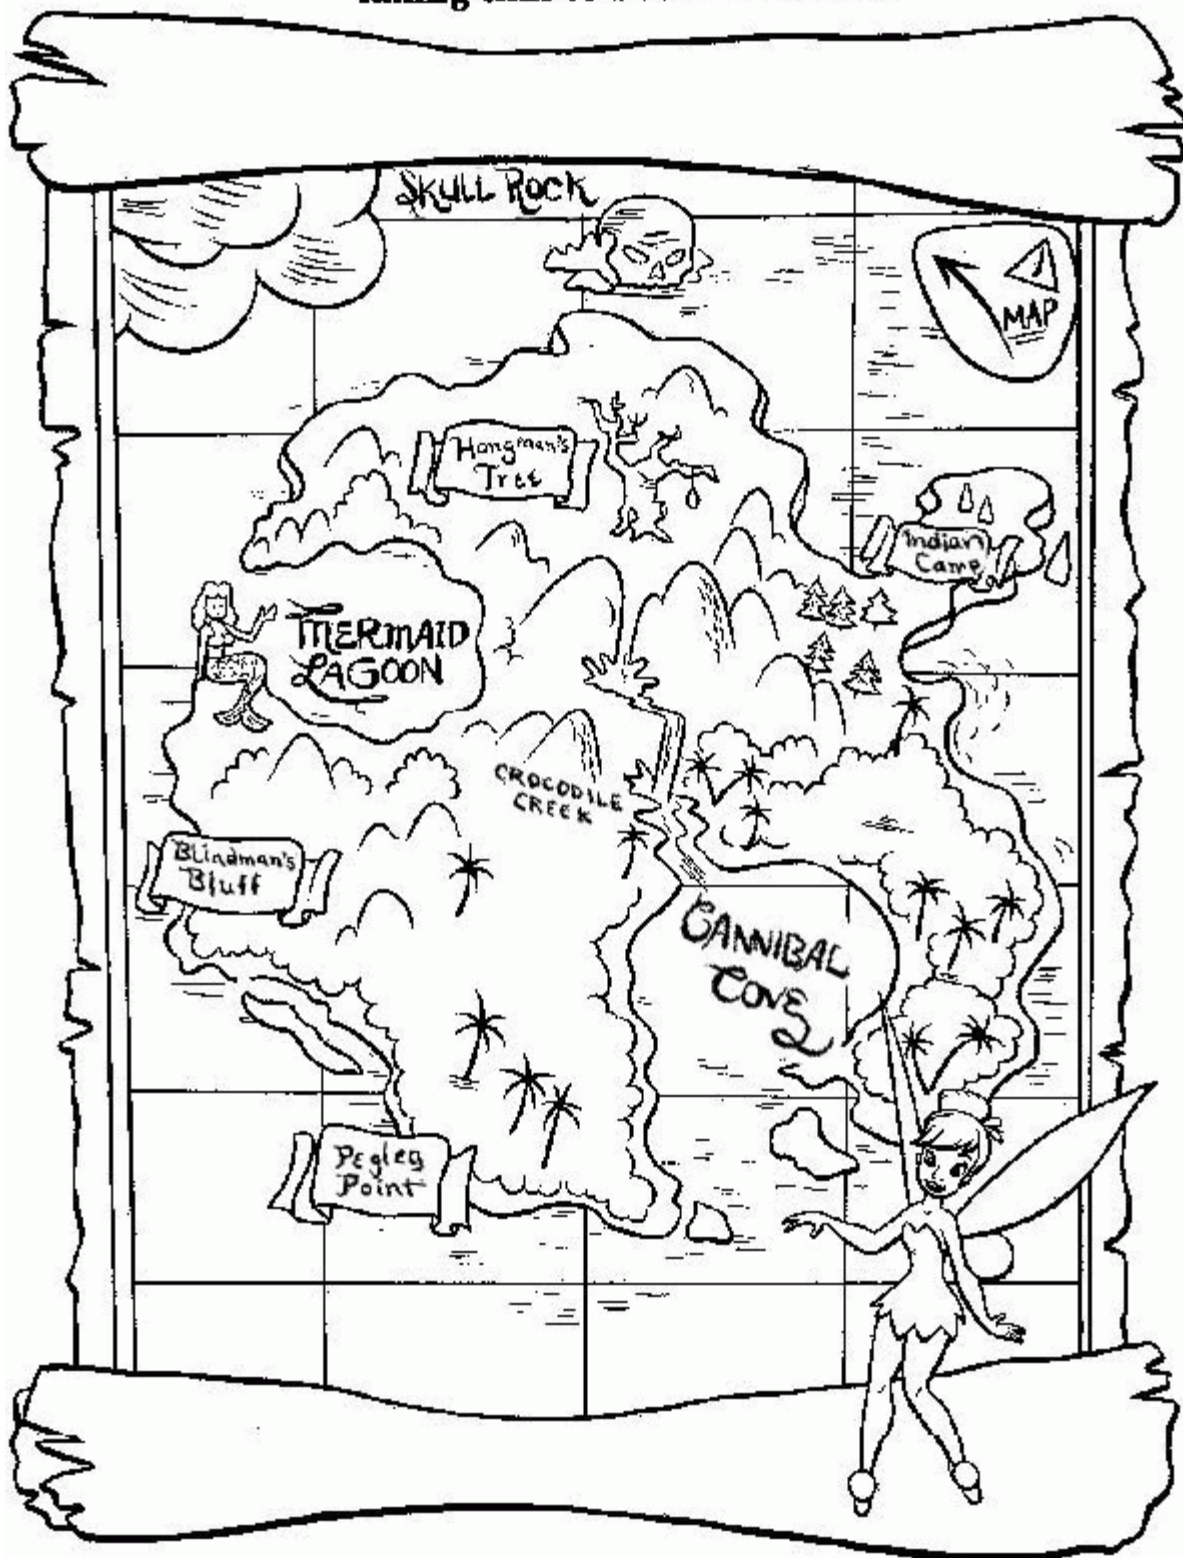 SKULL ROCK
MAP
Hangman's
Tree
Indian
Camp
MERMAID
LAGOON
CROCODILE
CREEK
Blindman's
Bluff
CANNIBAL
COVE
Pegleg
Point